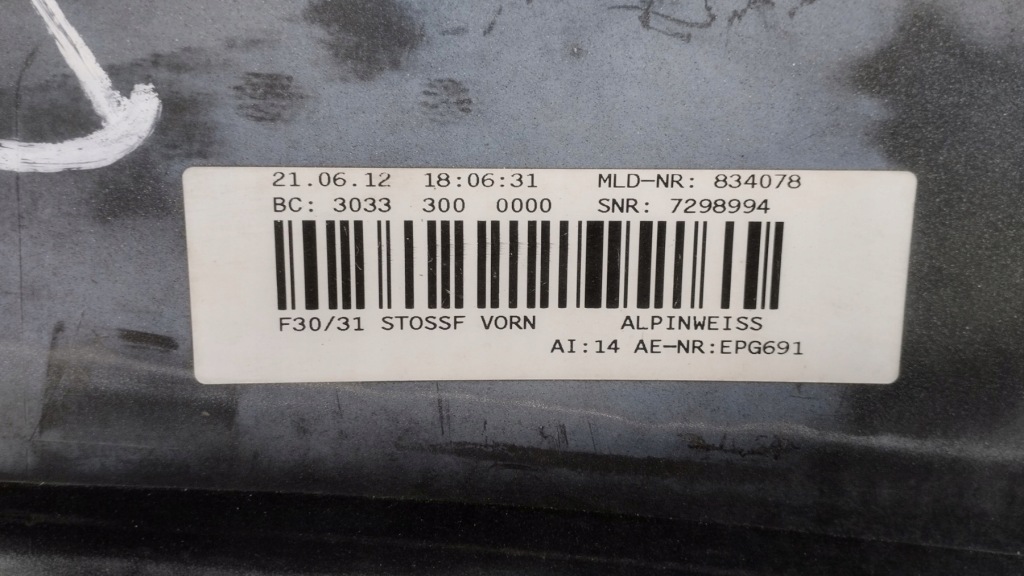 21.06.12 18:06:31 MLD-NR: 834078
BC: 3033 300 0000 SNR: 7298994
F30/31 STOSSF VORN ALPINWEISS
AI:14 AE-NR:EPG691